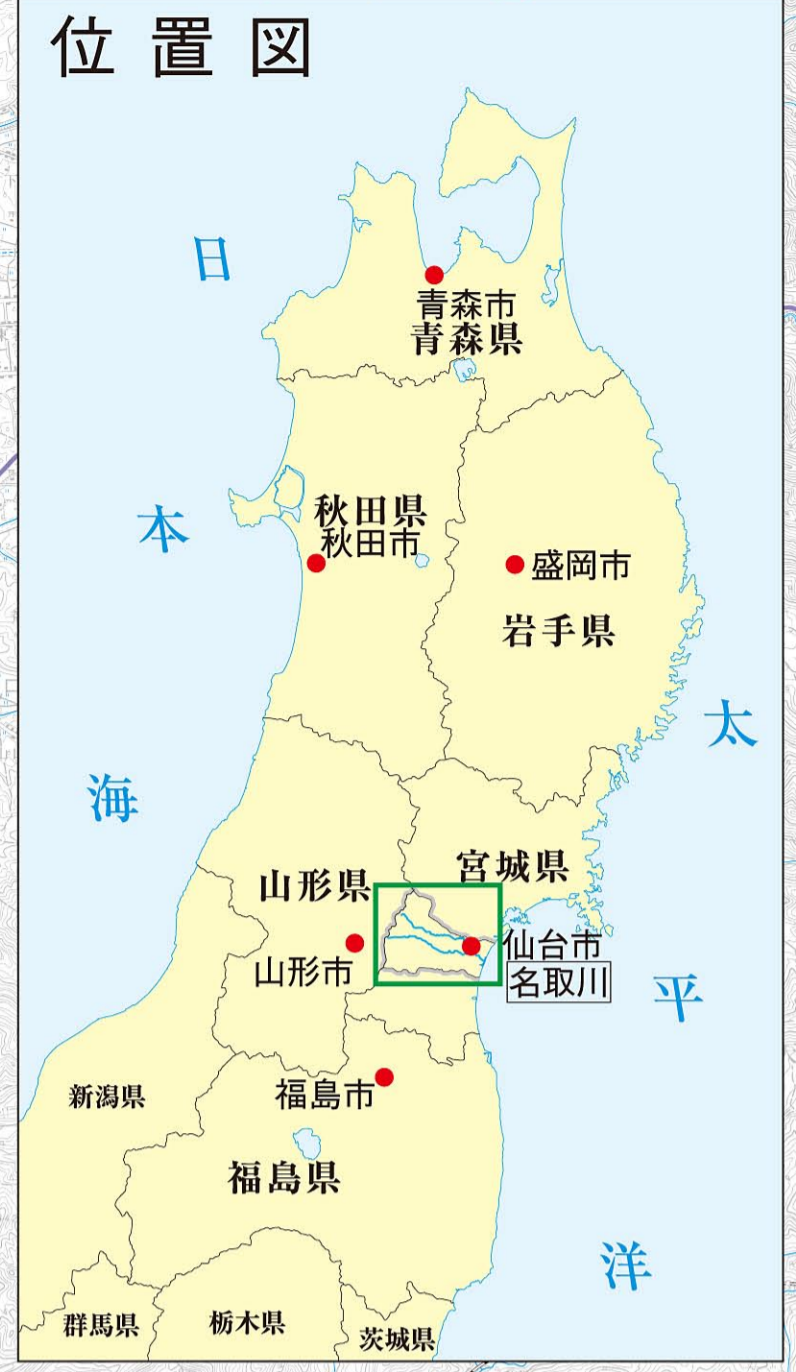 位置図
青森市
青森県
秋田県
秋田市
盛岡市
岩手県
宮城県
山形県
仙台市
山形市
名取川
新潟県
福島市
福島県
群馬県
栃木県
茨城県
日本海
太平洋